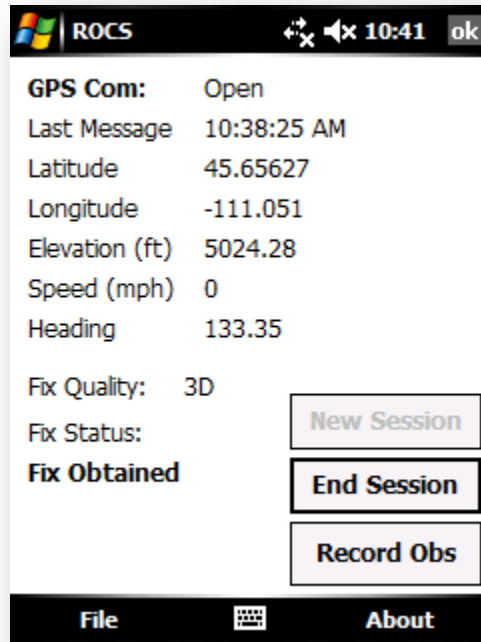 ROCS 10:41 ok
GPS Com: Open
Last Message 10:38:25 AM
Latitude 45.65627
Longitude -111.051
Elevation (ft) 5024.28
Speed (mph) 0
Heading 133.35
Fix Quality: 3D
New Session
Fix Status:
Fix Obtained
End Session
Record Obs
File About